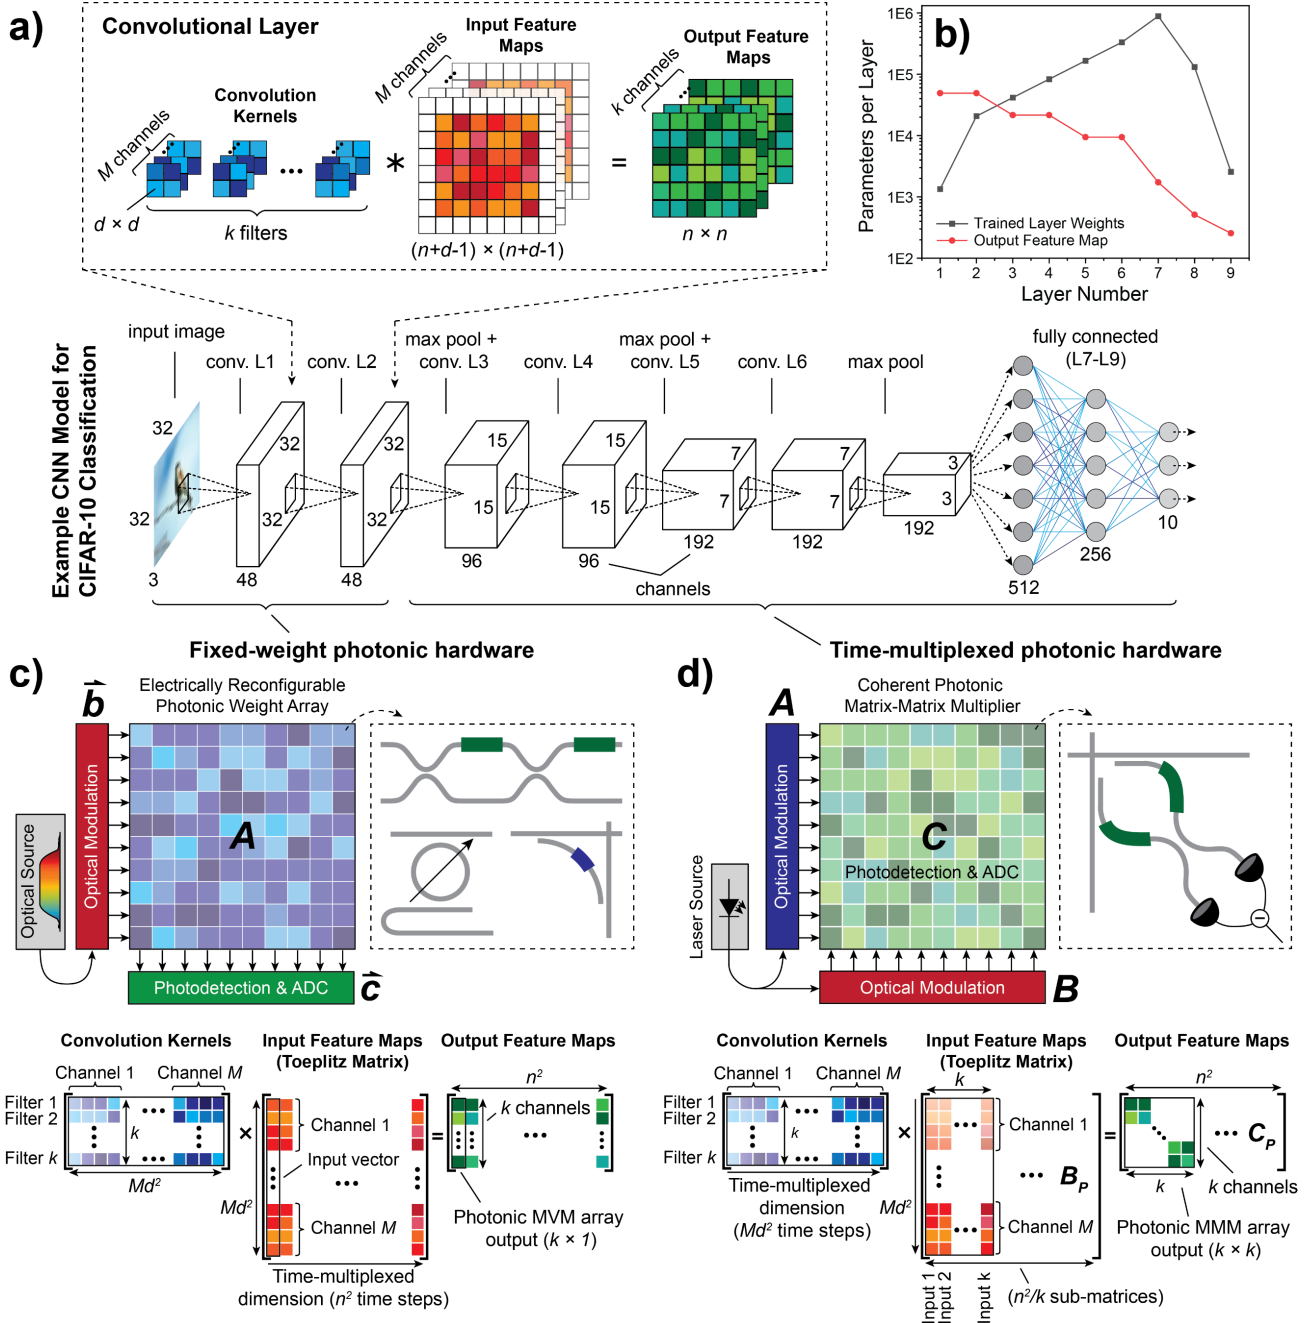 a)
Convolutional Layer
Input Feature
Maps
Output Feature
Maps
M channels
k channels
Convolution
Kernels
M channels
*
=
d × d
k filters
(n+d-1) × (n+d-1)
n × n
b)
Parameters per Layer
1E6
1E5
1E4
1E3
1E2
Trained Layer Weights
Output Feature Map
1 2 3 4 5 6 7 8 9
Layer Number
Example CNN Model for
CIFAR-10 Classification
input image
conv. L1
conv. L2
max pool +
conv. L3
conv. L4
max pool +
conv. L5
conv. L6
max pool
fully connected
(L7-L9)
32
32
3
32
32
48
32
32
48
15
15
96
15
15
96
7
7
192
7
7
192
3
3
192
channels
512
256
10
Fixed-weight photonic hardware
Time-multiplexed photonic hardware
c)
b
Electrically Reconfigurable
Photonic Weight Array
Optical Source
Optical Modulation
A
Photodetection & ADC
c
d)
A
Coherent Photonic
Matrix-Matrix Multiplier
Laser Source
Optical Modulation
C
Photodetection & ADC
Optical Modulation
B
−
Convolution Kernels
Input Feature Maps
(Toeplitz Matrix)
Output Feature Maps
Channel 1
Channel M
Filter 1
Filter 2
Filter k
k
Md²
×
Md²
Channel 1
Input vector
Channel M
=
n²
k channels
Photonic MVM array
output (k × 1)
Time-multiplexed
dimension (n² time steps)
Convolution Kernels
Input Feature Maps
(Toeplitz Matrix)
Output Feature Maps
Channel 1
Channel M
Filter 1
Filter 2
Filter k
k
Time-multiplexed
dimension
(Md² time steps)
×
Md²
k
Channel 1
B_P
Channel M
Input 1
Input 2
Input k
(n²/k sub-matrices)
=
n²
C_P
k
k channels
Photonic MMM array
output (k × k)